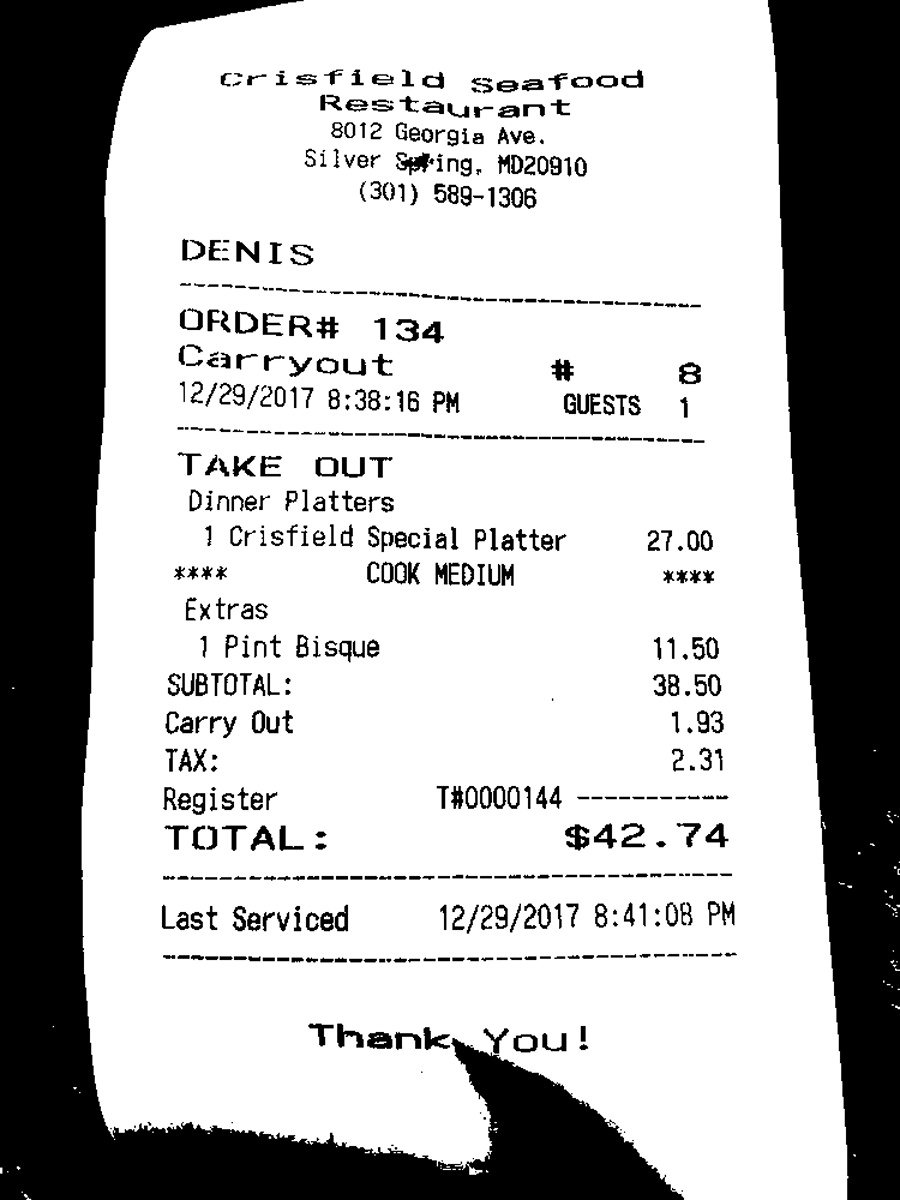 Crisfield Seafood
Restaurant
8012 Georgia Ave.
Silver Spring, MD20910
(301) 589-1306
DENIS
ORDER# 134
Carryout # 8
12/29/2017 8:38:16 PM GUESTS 1
TAKE OUT
Dinner Platters
1 Crisfield Special Platter 27.00
**** COOK MEDIUM ****
Extras
1 Pint Bisque 11.50
SUBTOTAL: 38.50
Carry Out 1.93
TAX: 2.31
Register T#0000144 -----------
TOTAL: $42.74
Last Serviced 12/29/2017 8:41:08 PM
Thank You!